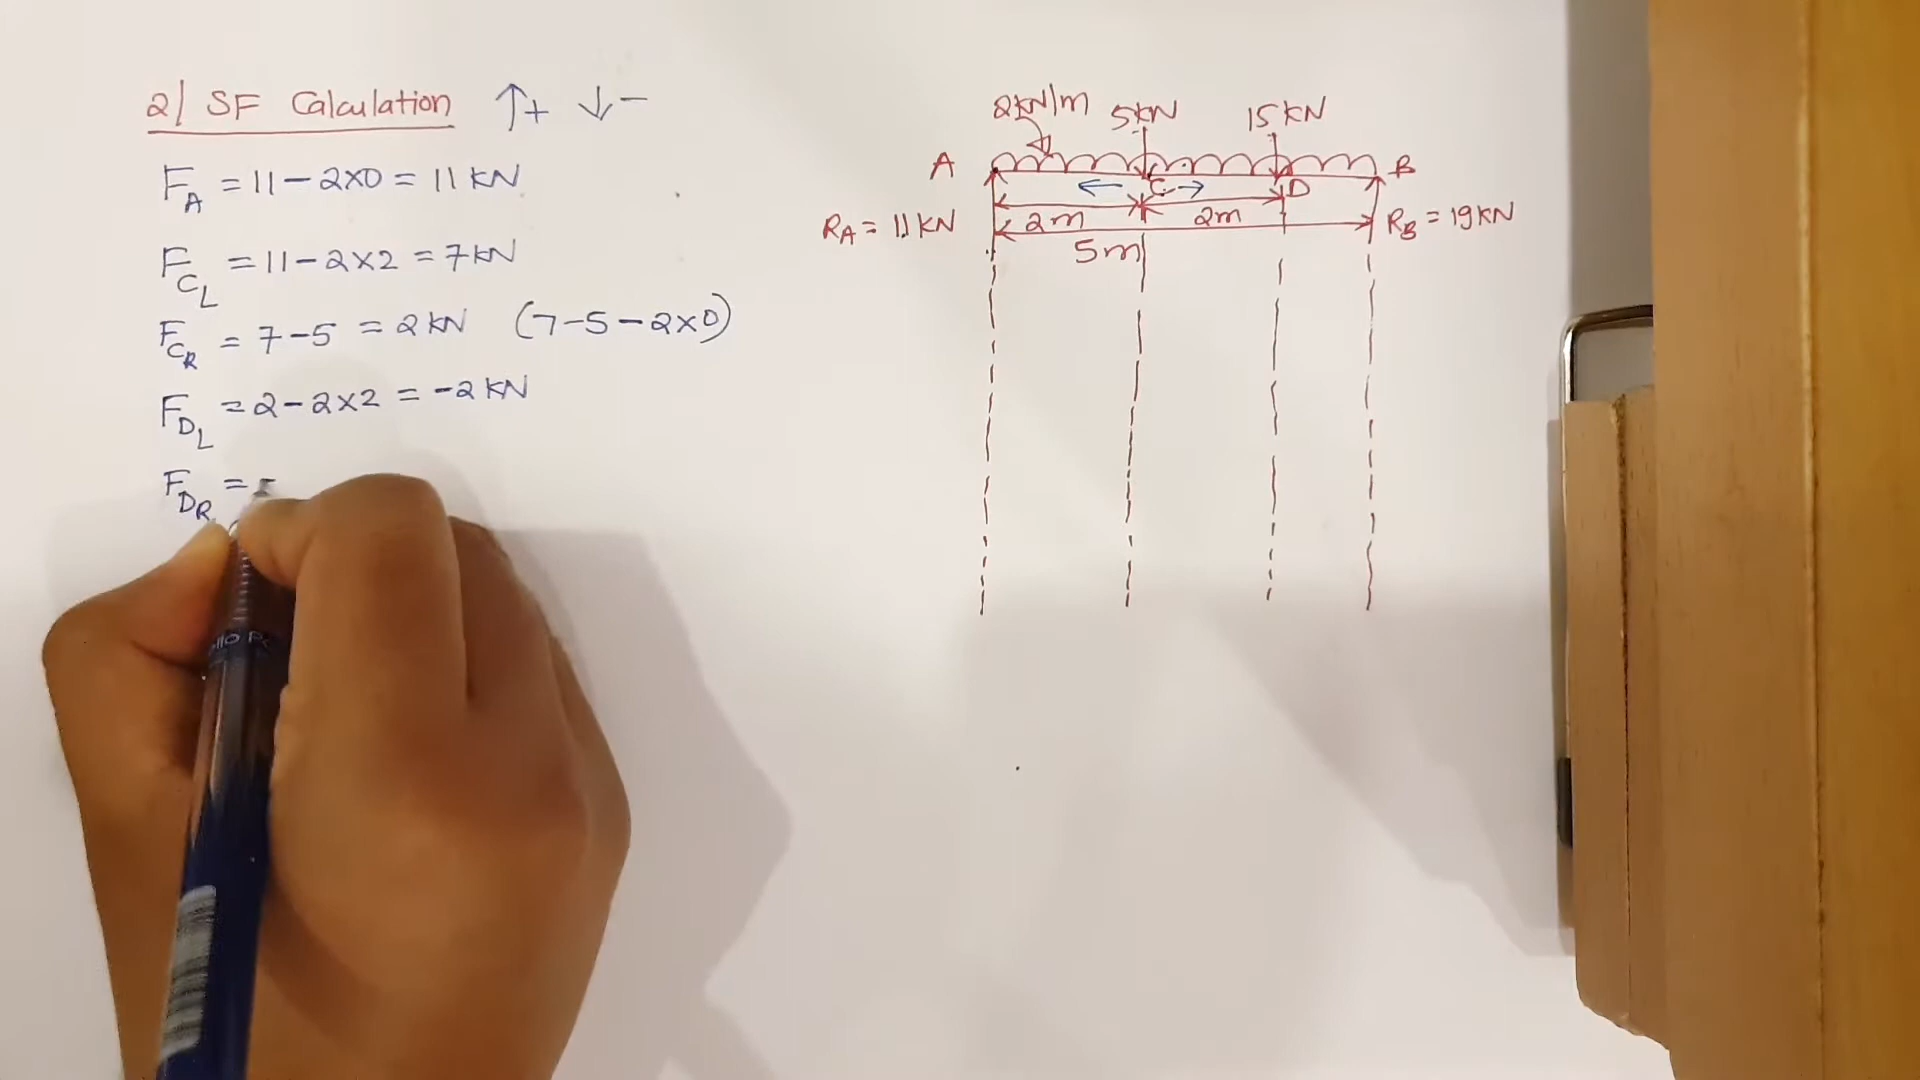 2/ SF Calculation ↑+ ↓−
F_A = 11 − 2×0 = 11 kN
F_CL = 11 − 2×2 = 7 kN
F_CR = 7 − 5 = 2 kN (7 − 5 − 2×0)
F_DL = 2 − 2×2 = −2 kN
F_DR = -
2kN/m 5kN 15 kN
A B
C D
R_A = 11 kN 2m 2m R_B = 19 kN
5m